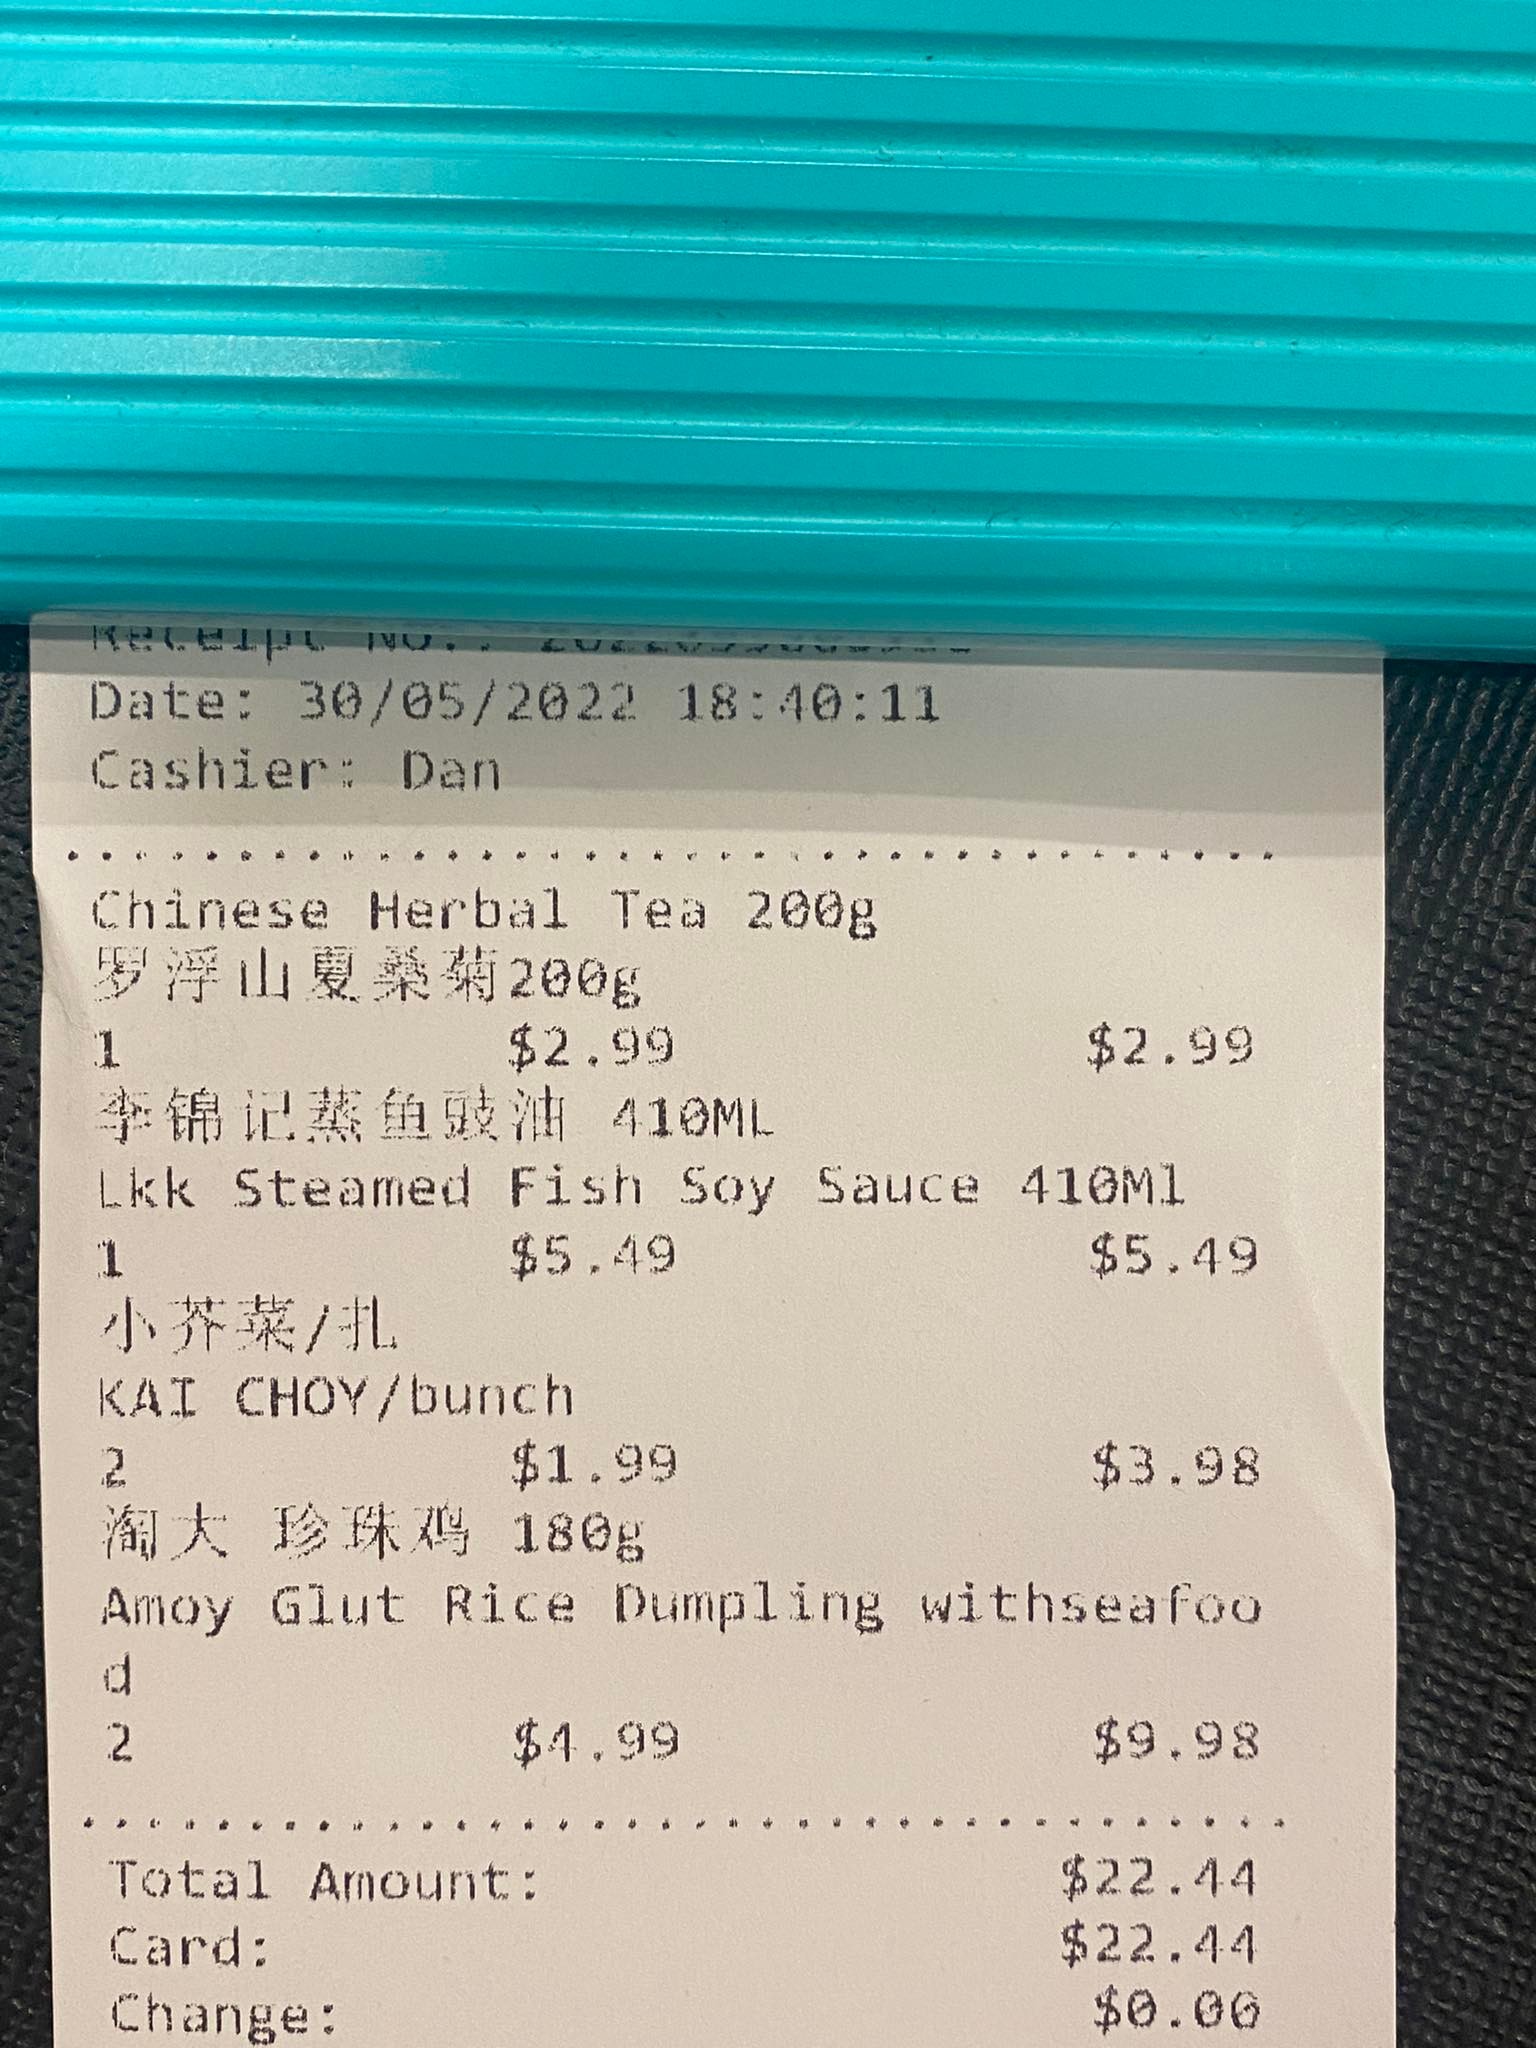 Receipt No.:
Date: 30/05/2022 18:40:11
Cashier: Dan
Chinese Herbal Tea 200g
罗浮山夏桑菊200g
1 $2.99 $2.99
李锦记蒸鱼豉油 410ML
Lkk Steamed Fish Soy Sauce 410Ml
1 $5.49 $5.49
小芥菜/扎
KAI CHOY/bunch
2 $1.99 $3.98
淘大 珍珠鸡 180g
Amoy Glut Rice Dumpling withseafoo
d
2 $4.99 $9.98
Total Amount: $22.44
Card: $22.44
Change: $0.00